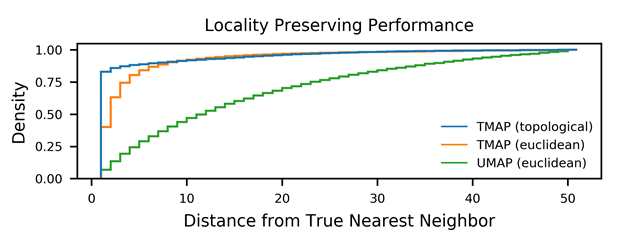 Locality Preserving Performance
1.00
0.75
0.50
0.25
0.00
Density
TMAP (topological)
TMAP (euclidean)
UMAP (euclidean)
0 10 20 30 40 50
Distance from True Nearest Neighbor